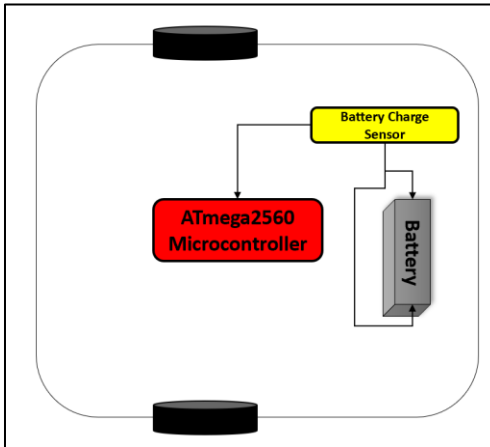 Battery Charge
Sensor
ATmega2560
Microcontroller
Battery